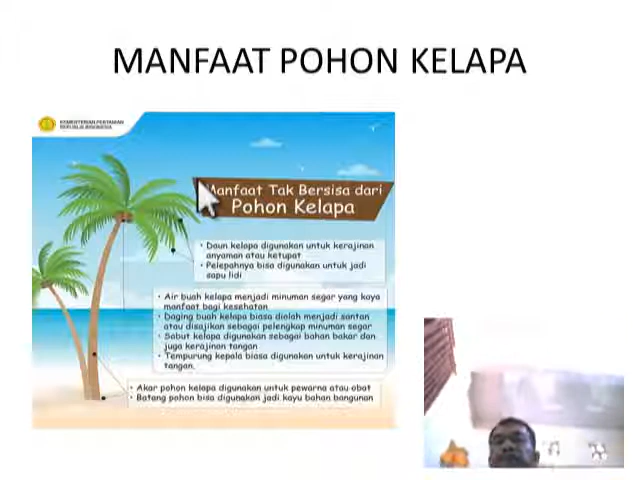 MANFAAT POHON KELAPA
KEMENTERIAN PERTANIAN
REPUBLIK INDONESIA
Manfaat Tak Bersisa dari
Pohon Kelapa
• Daun kelapa digunakan untuk kerajinan
anyaman atau ketupat
• Pelepahnya bisa digunakan untuk jadi
sapu lidi
• Air buah kelapa menjadi minuman segar yang kaya
manfaat bagi kesehatan
• Daging buah kelapa biasa diolah menjadi santan
atau disajikan sebagai pelengkap minuman segar
• Sabut kelapa digunakan sebagai bahan bakar dan
juga kerajinan tangan
• Tempurung kepala biasa digunakan untuk kerajinan
tangan.
• Akar pohon kelapa digunakan untuk pewarna atau obat
• Batang pohon bisa digunakan jadi kayu bahan bangunan